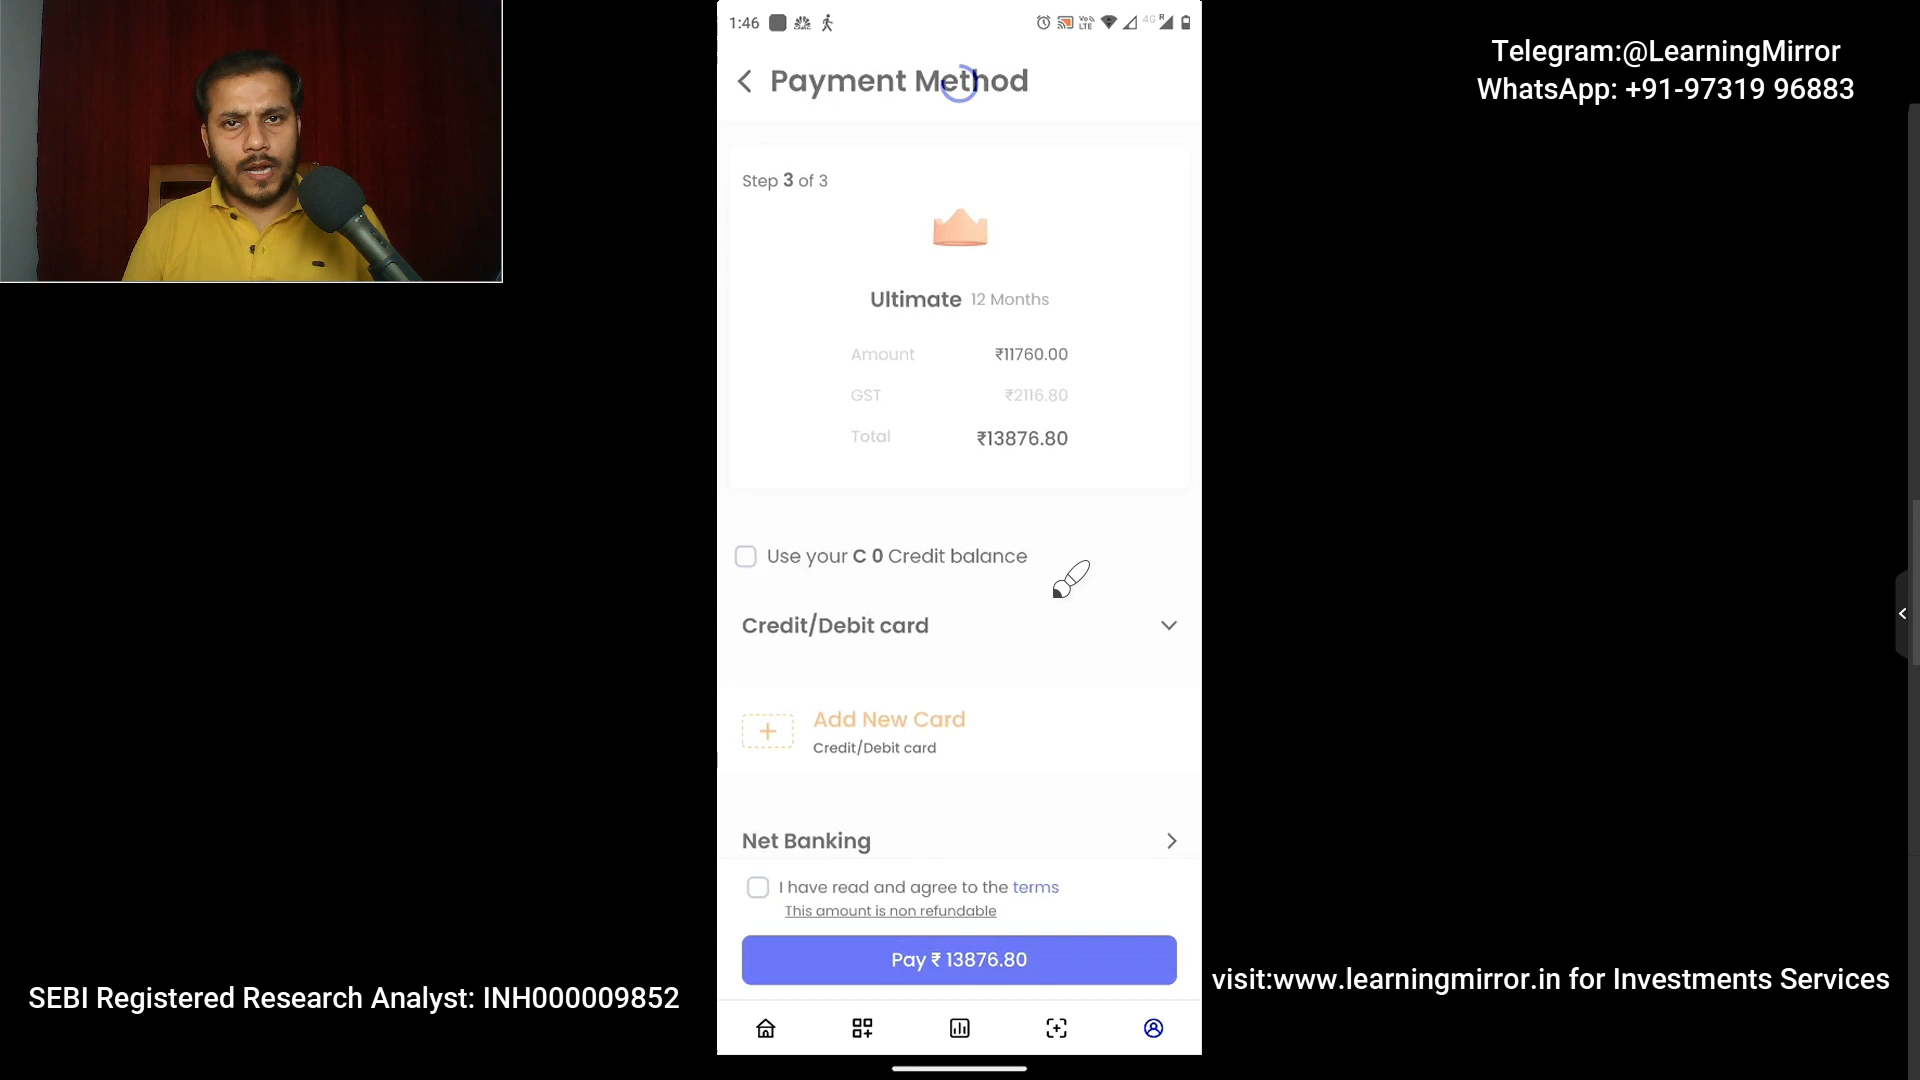 Telegram:@LearningMirror
WhatsApp: +91-97319 96883
1:46
Vo
LTE
4G
R
Payment Method
Step 3 of 3
Ultimate 12 Months
Amount ₹11760.00
GST ₹2116.80
Total ₹13876.80
Use your C 0 Credit balance
Credit/Debit card
Add New Card
Credit/Debit card
Net Banking
I have read and agree to the terms
This amount is non refundable
Pay ₹ 13876.80
SEBI Registered Research Analyst: INH000009852
visit:www.learningmirror.in for Investments Services